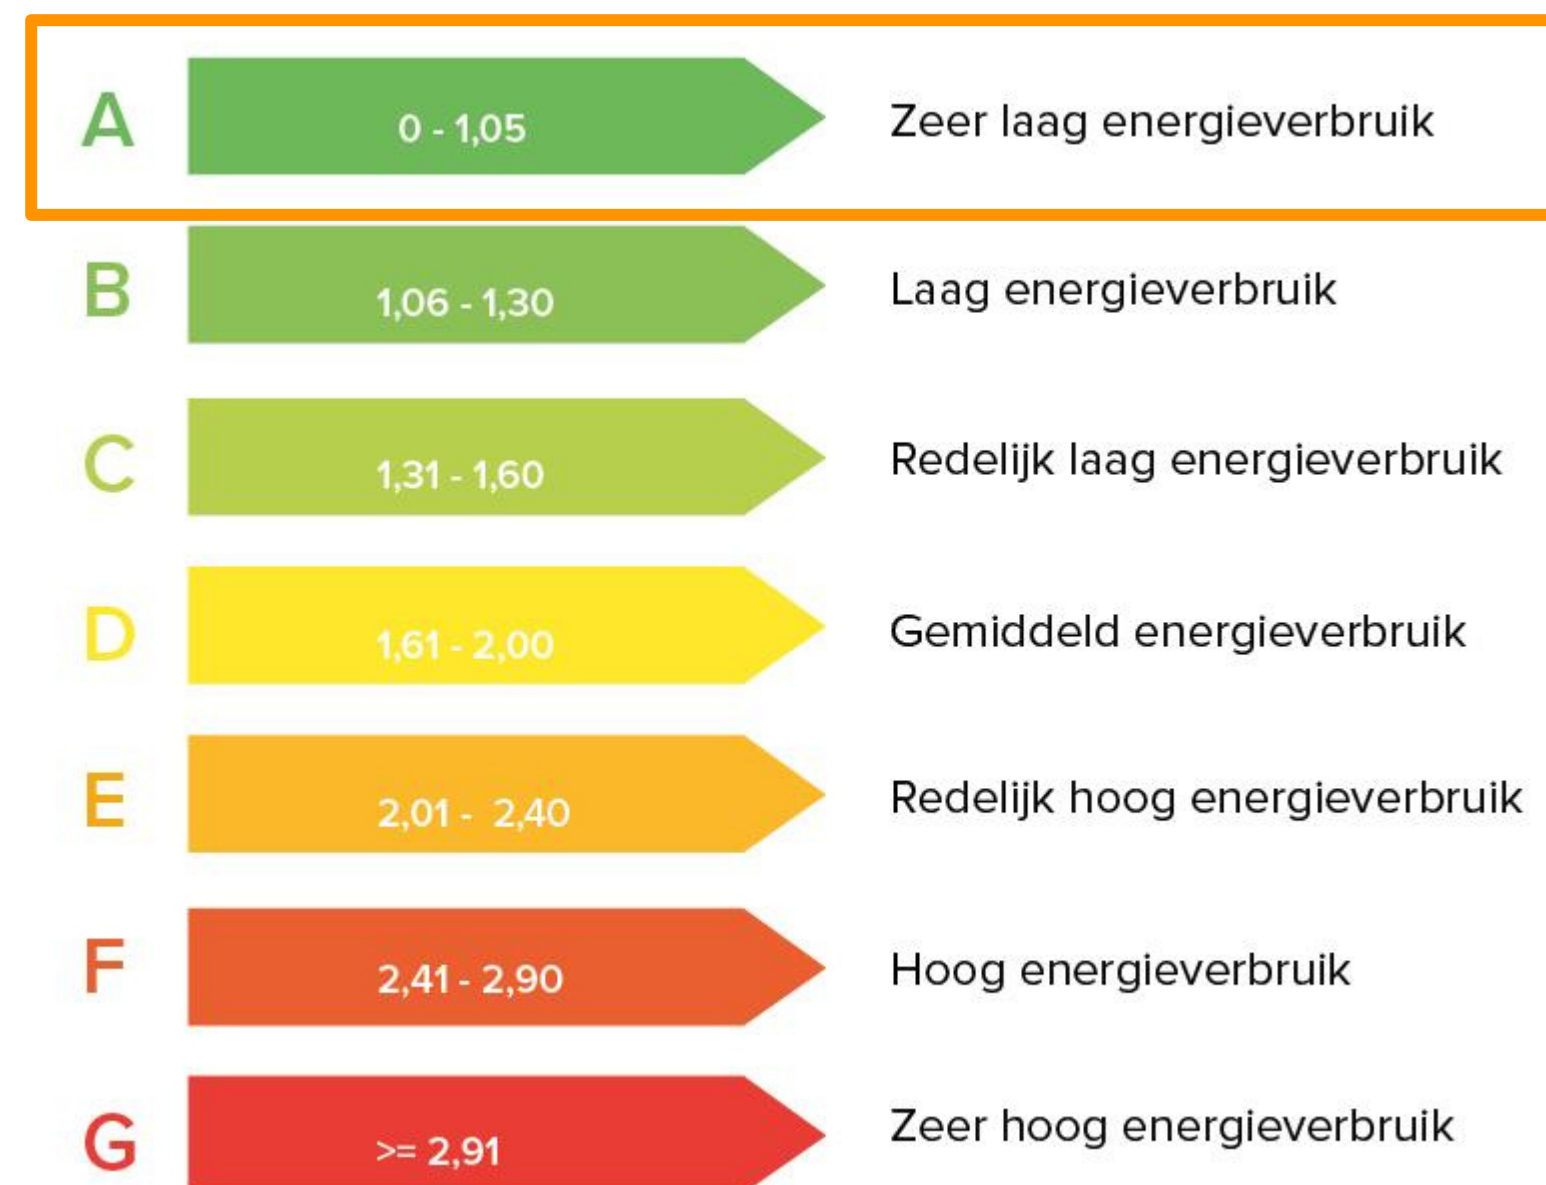 A 0 - 1,05 Zeer laag energieverbruik
B 1,06 - 1,30 Laag energieverbruik
C 1,31 - 1,60 Redelijk laag energieverbruik
D 1,61 - 2,00 Gemiddeld energieverbruik
E 2,01 -  2,40 Redelijk hoog energieverbruik
F 2,41 - 2,90 Hoog energieverbruik
G >= 2,91 Zeer hoog energieverbruik